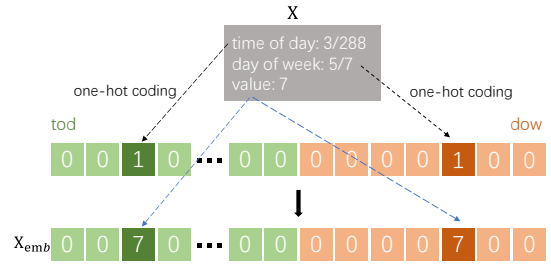 X
time of day: 3/288
day of week: 5/7
value: 7
one-hot coding
one-hot coding
tod
dow
0 0 1 0 ... 0 0 0 0 0 0 1 0 0
X_emb 0 0 7 0 ... 0 0 0 0 0 0 7 0 0